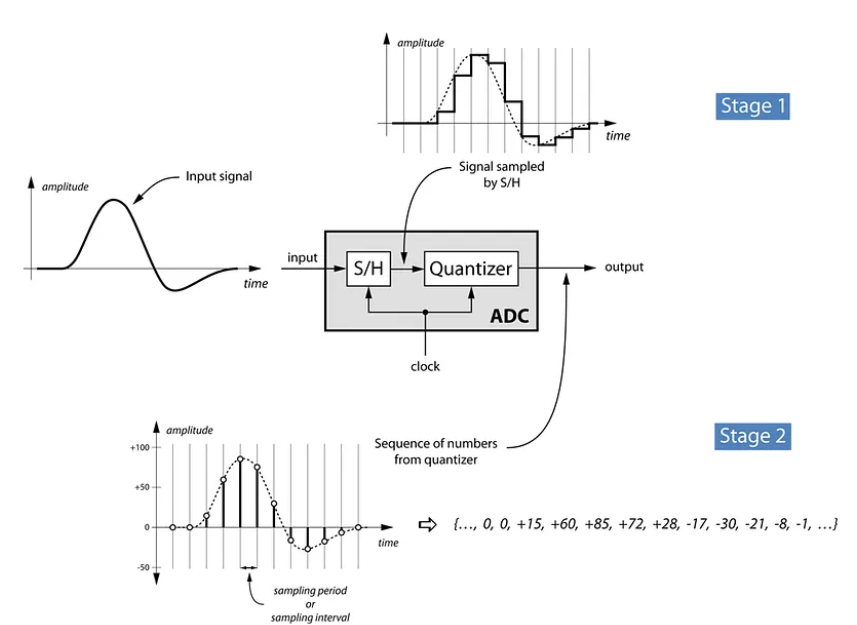 amplitude
Stage 1
time
Signal sampled
by S/H
Input signal
amplitude
time
input
S/H
Quantizer
output
ADC
clock
Stage 2
amplitude
+100
+50
0
-50
time
Sequence of numbers
from quantizer
{..., 0, 0, +15, +60, +85, +72, +28, -17, -30, -21, -8, -1, ...}
sampling period
or
sampling interval